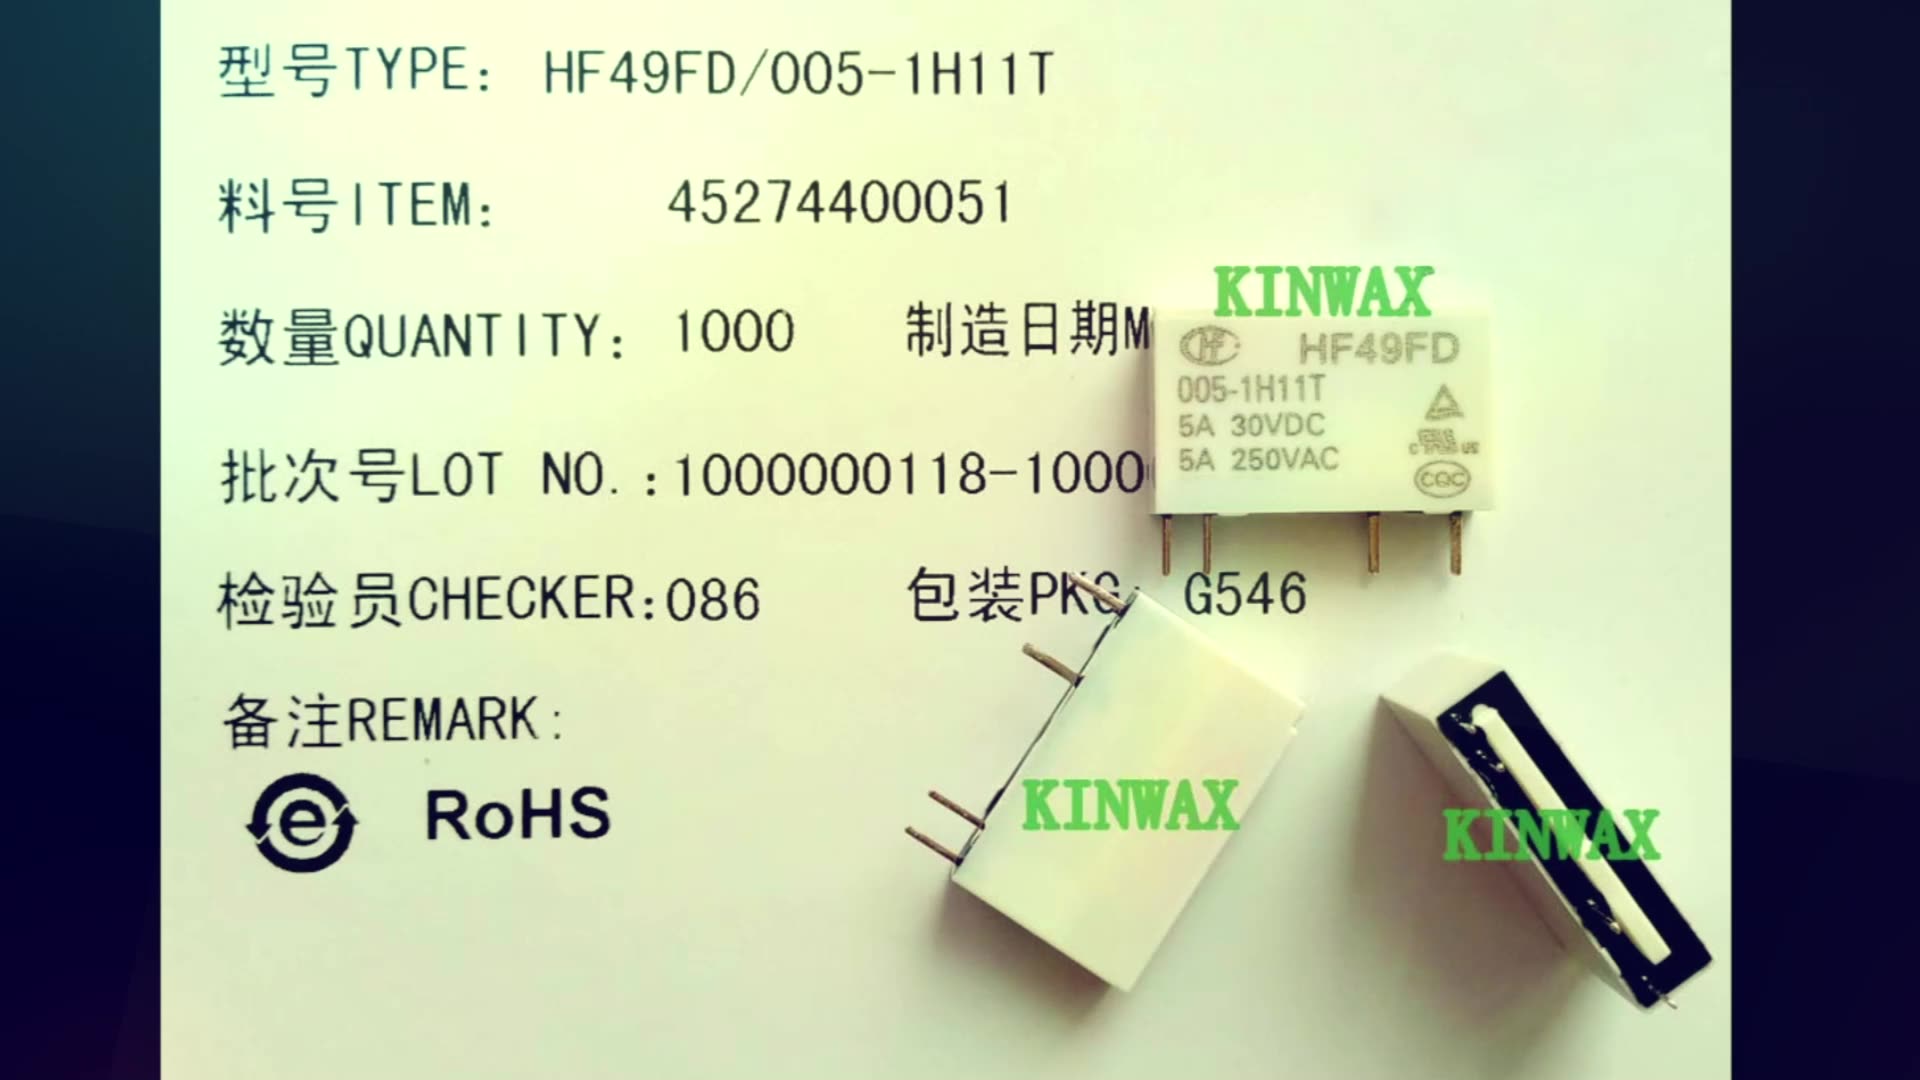 型号TYPE: HF49FD/005-1H11T
料号ITEM: 45274400051
数量QUANTITY: 1000 制造日期M
批次号LOT NO.:1000000118-1000
检验员CHECKER:086 包装PKG G546
备注REMARK:
e RoHS
KINWAX
HF HF49FD
005-1H11T
5A 30VDC
5A 250VAC
c US
CQC
KINWAX
KINWAX